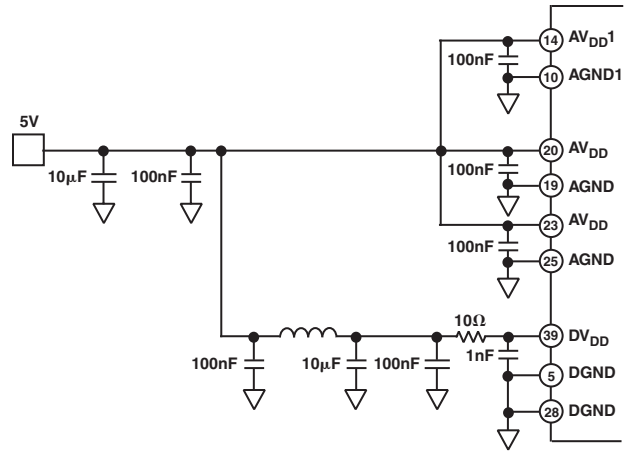 14 AVDD1
100nF
10 AGND1
5V
20 AVDD
10µF 100nF 100nF
19 AGND
23 AVDD
100nF
25 AGND
10Ω
39 DVDD
100nF 10µF 100nF 1nF
5 DGND
28 DGND